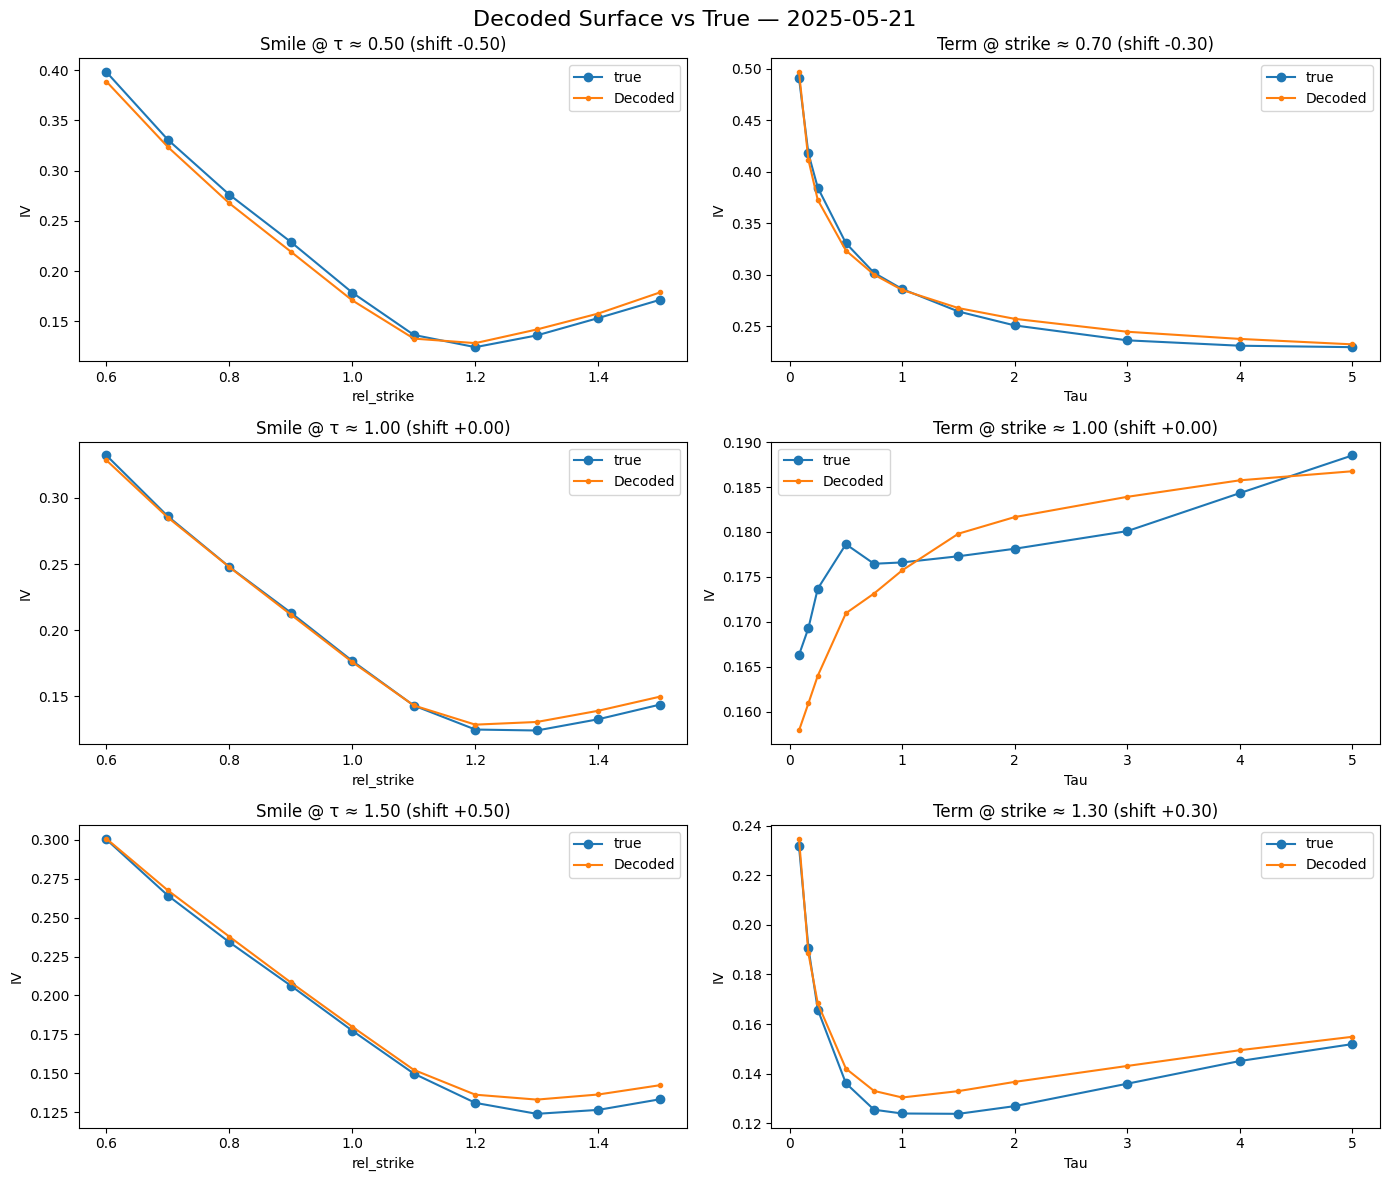 Decoded Surface vs True — 2025-05-21
Smile @ τ ≈ 0.50 (shift -0.50)
0.40
0.35
0.30
0.25
0.20
0.15
IV
true
Decoded
0.6 0.8 1.0 1.2 1.4
rel_strike
Term @ strike ≈ 0.70 (shift -0.30)
0.50
0.45
0.40
0.35
0.30
0.25
IV
true
Decoded
0 1 2 3 4 5
Tau
Smile @ τ ≈ 1.00 (shift +0.00)
0.30
0.25
0.20
0.15
IV
true
Decoded
0.6 0.8 1.0 1.2 1.4
rel_strike
Term @ strike ≈ 1.00 (shift +0.00)
0.190
0.185
0.180
0.175
0.170
0.165
0.160
IV
true
Decoded
0 1 2 3 4 5
Tau
Smile @ τ ≈ 1.50 (shift +0.50)
0.300
0.275
0.250
0.225
0.200
0.175
0.150
0.125
IV
true
Decoded
0.6 0.8 1.0 1.2 1.4
rel_strike
Term @ strike ≈ 1.30 (shift +0.30)
0.24
0.22
0.20
0.18
0.16
0.14
0.12
IV
true
Decoded
0 1 2 3 4 5
Tau